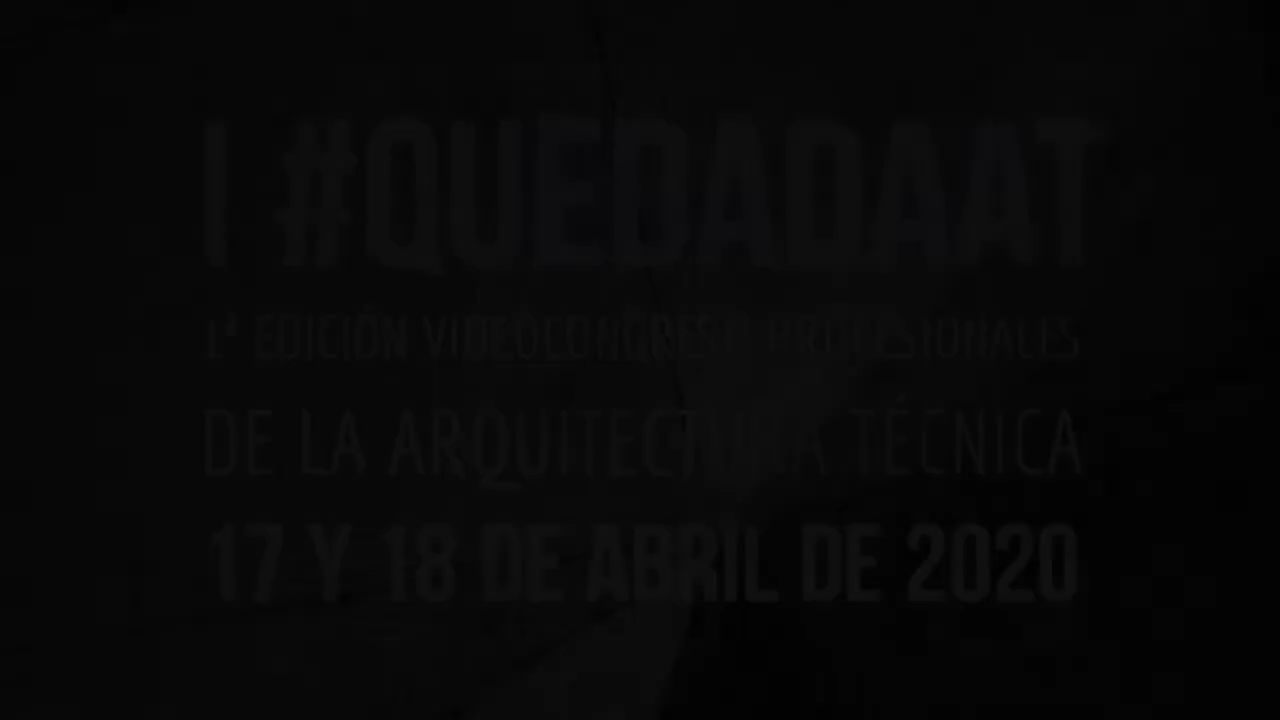 I #QUEDADAAT
1ª EDICIÓN VIDEOCONGRESO PROFESIONALES
DE LA ARQUITECTURA TÉCNICA
17 Y 18 DE ABRIL DE 2020